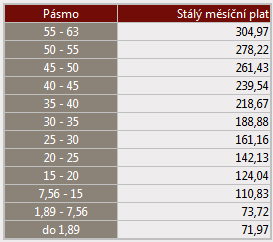 Pásmo Stálý měsíční plat
55 - 63 304,97
50 - 55 278,22
45 - 50 261,43
40 - 45 239,54
35 - 40 218,67
30 - 35 188,88
25 - 30 161,16
20 - 25 142,13
15 - 20 124,04
7,56 - 15 110,83
1,89 - 7,56 73,72
do 1,89 71,97